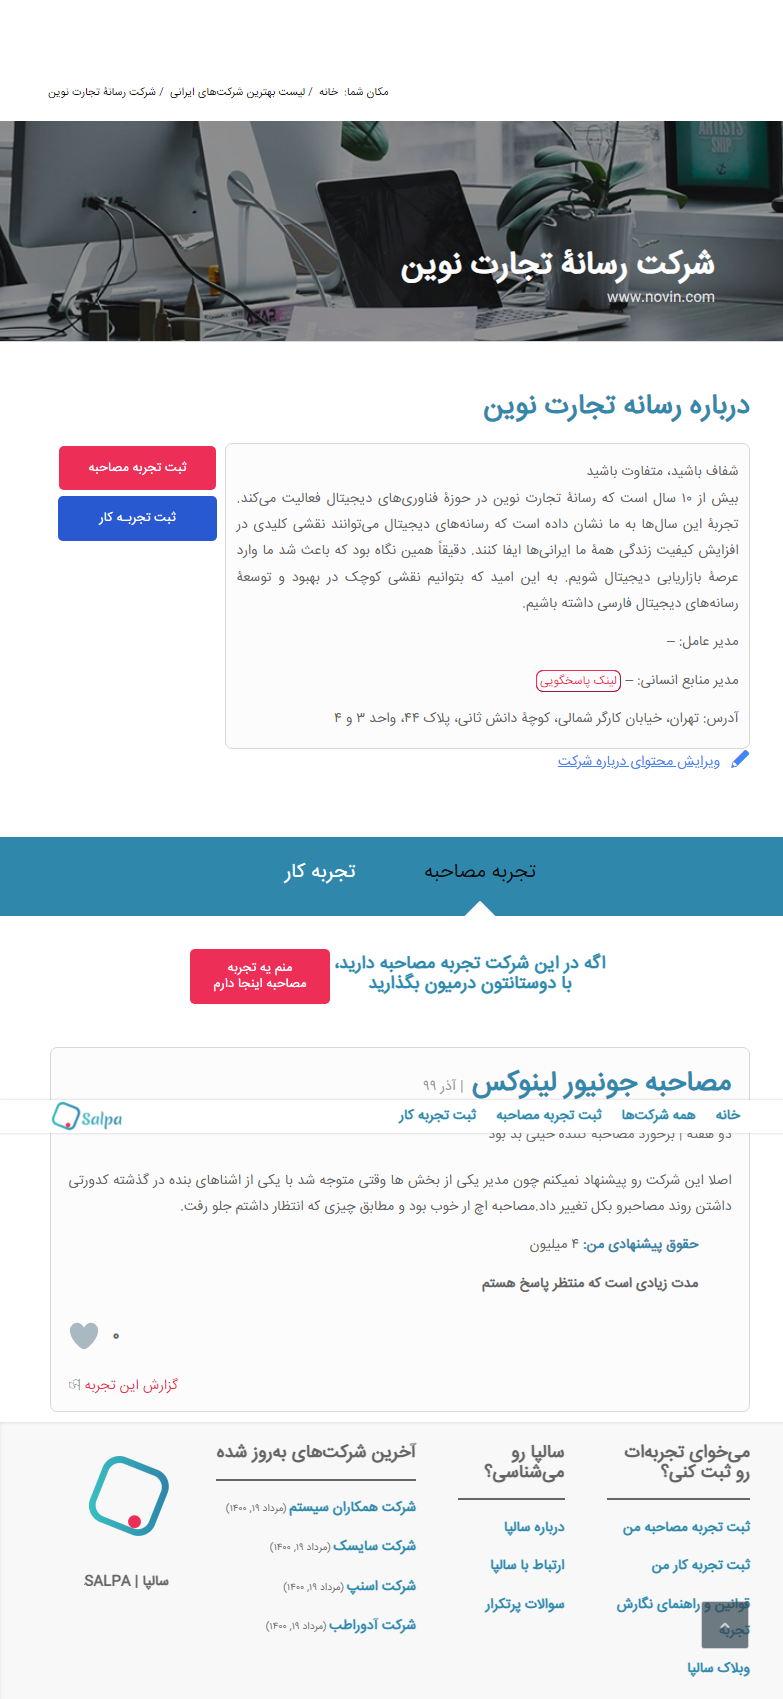 مکان شما: خانه / لیست بهترین شرکت‌های ایرانی / شرکت رسانهٔ تجارت نوین
ARTISTS
SHIP
شرکت رسانهٔ تجارت نوین
www.novin.com
درباره رسانه تجارت نوین
شفاف باشید، متفاوت باشید
بیش از ۱۰ سال است که رسانهٔ تجارت نوین در حوزهٔ فناوری‌های دیجیتال فعالیت می‌کند.
تجربهٔ این سال‌ها به ما نشان داده است که رسانه‌های دیجیتال می‌توانند نقشی کلیدی در
افزایش کیفیت زندگی همهٔ ما ایرانی‌ها ایفا کنند. دقیقاً همین نگاه بود که باعث شد ما وارد
عرصهٔ بازاریابی دیجیتال شویم. به این امید که بتوانیم نقشی کوچک در بهبود و توسعهٔ
رسانه‌های دیجیتال فارسی داشته باشیم.
مدیر عامل: –
مدیر منابع انسانی: – لینک پاسخگویی
آدرس: تهران، خیابان کارگر شمالی، کوچهٔ دانش ثانی، پلاک ۴۴، واحد ۳ و ۴
ویرایش محتوای درباره شرکت
ثبت تجربه مصاحبه
ثبت تجربـه کار
تجربه مصاحبه
تجربه کار
اگه در این شرکت تجربه مصاحبه دارید،
با دوستانتون درمیون بگذارید
منم یه تجربه
مصاحبه اینجا دارم
مصاحبه جونیور لینوکس | آذر ۹۹
خانه
همه شرکت‌ها
ثبت تجربه مصاحبه
ثبت تجربه کار
Salpa
دو هفته | برخورد مصاحبه کننده خیلی بد بود
اصلا این شرکت رو پیشنهاد نمیکنم چون مدیر یکی از بخش ها وقتی متوجه شد با یکی از اشناهای بنده در گذشته کدورتی
داشتن روند مصاحبرو بکل تغییر داد.مصاحبه اچ ار خوب بود و مطابق چیزی که انتظار داشتم جلو رفت.
حقوق پیشنهادی من: ۴ میلیون
مدت زیادی است که منتظر پاسخ هستم
۰
گزارش این تجربه
می‌خوای تجربه‌ات
رو ثبت کنی؟
ثبت تجربه مصاحبه من
ثبت تجربه کار من
قوانین و راهنمای نگارش
تجربه
وبلاگ سالپا
سالپا رو
می‌شناسی؟
درباره سالپا
ارتباط با سالپا
سوالات پرتکرار
آخرین شرکت‌های به‌روز شده
شرکت همکاران سیستم (مرداد ۱۹, ۱۴۰۰)
شرکت سایسک (مرداد ۱۹, ۱۴۰۰)
شرکت اسنپ (مرداد ۱۹, ۱۴۰۰)
شرکت آدوراطب (مرداد ۱۹, ۱۴۰۰)
سالپا | SALPA